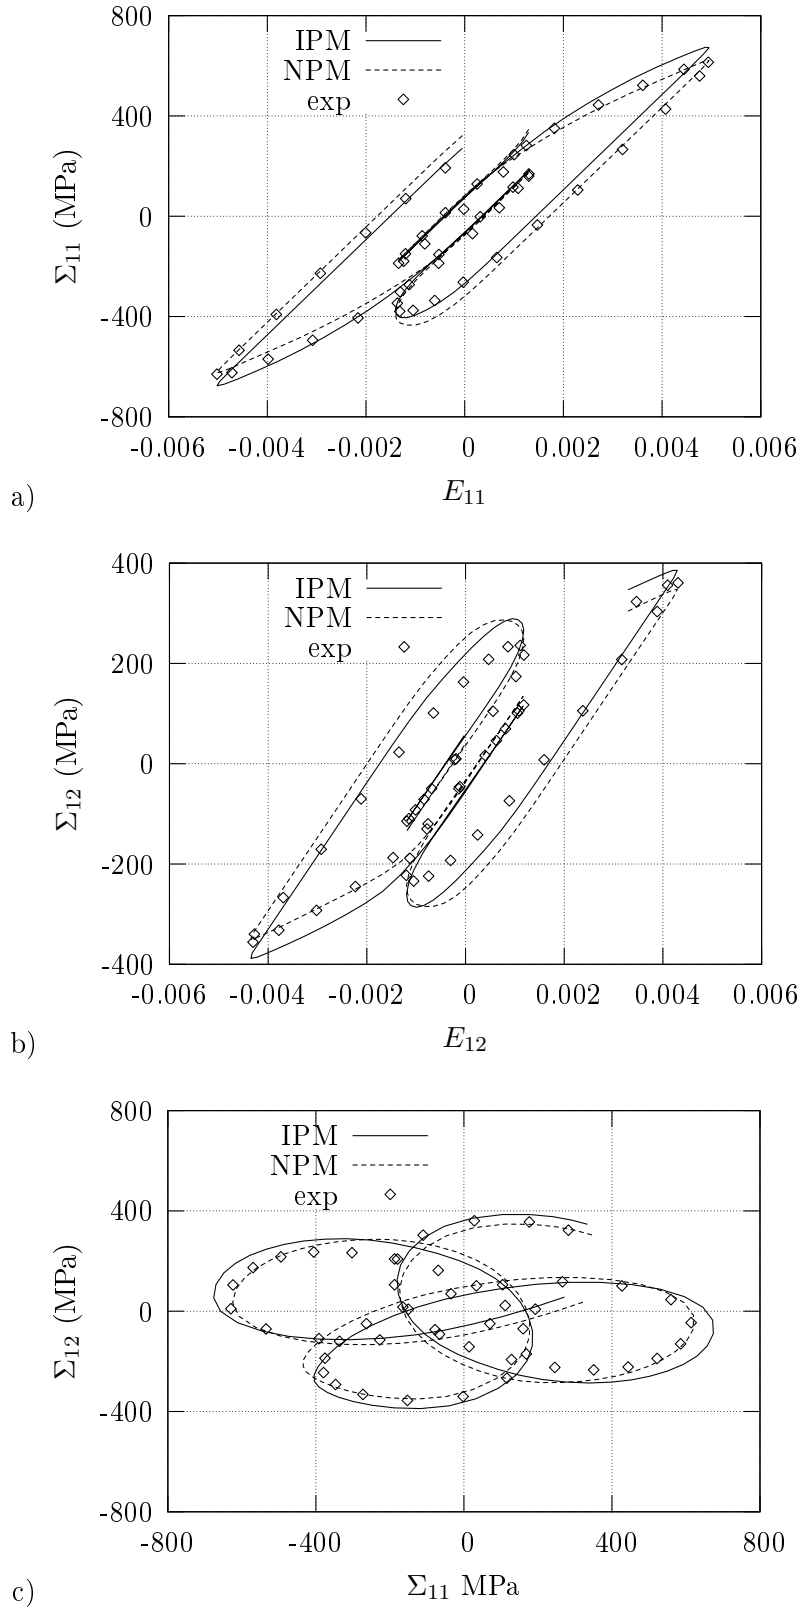 800
400
0
-400
-800
-0.006 -0.004 -0.002 0 0.002 0.004 0.006
Σ11 (MPa)
E11
IPM
NPM
exp
a)
400
200
0
-200
-400
-0.006 -0.004 -0.002 0 0.002 0.004 0.006
Σ12 (MPa)
E12
IPM
NPM
exp
b)
800
400
0
-400
-800
-800 -400 0 400 800
Σ12 (MPa)
Σ11 MPa
IPM
NPM
exp
c)